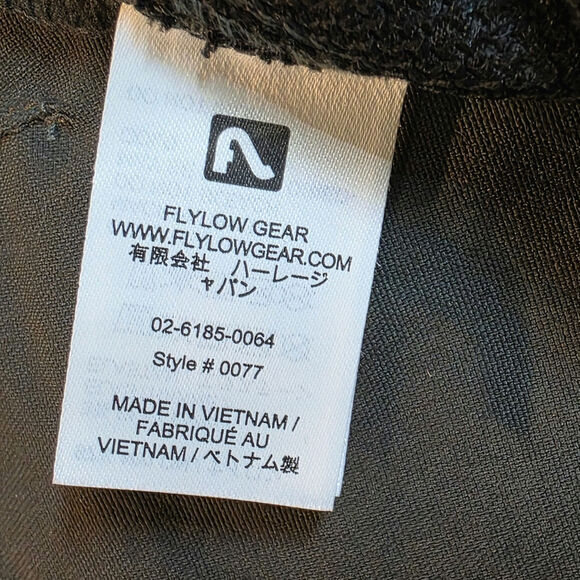 FLYLOW GEAR
WWW.FLYLOWGEAR.COM
有限会社　ハーレージ
ャパン
02-6185-0064
Style # 0077
MADE IN VIETNAM /
FABRIQUÉ AU
VIETNAM / ベトナム製